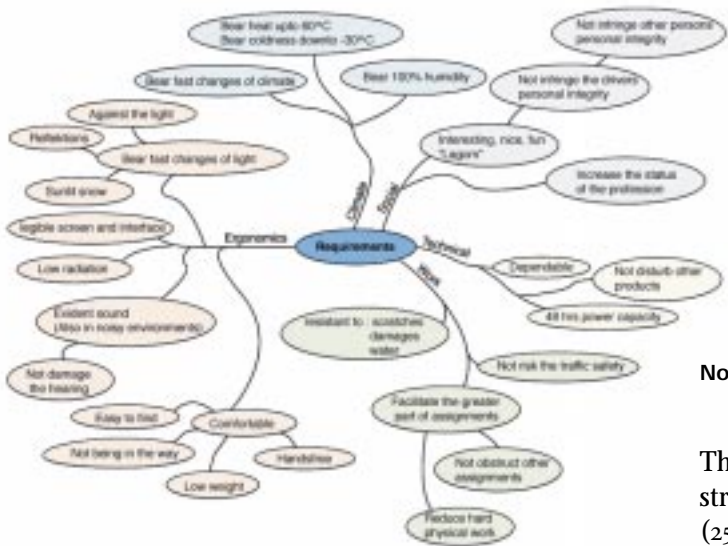 Bear heat upto 60°C
Bear coldness downto -30°C
Bear fast changes of climate
Bear 100% humidity
Climate
Not infringe other persons
personal integrity
Not infringe the drivers
personal integrity
Interesting, nice, fun
"Lagom"
Increase the status
of the profession
Social
Against the light
Reflektions
Bear fast changes of light
Sunlit snow
legible screen and interface
Ergonomics
Low radiation
Evident sound
(Also in noisy environments)
Not damage
the hearing
Easy to find
Comfortable
Not being in the way
Handsfree
Low weight
Requirements
Technical
Dependable
Not disturb other
products
48 hrs power capacity
Work
Resistant to : scratches
damages
water
Not risk the traffic safety
Facilitate the greater
part of assignments
Not obstruct other
assignments
Reduce hard
physical work
No
Th
str
(25